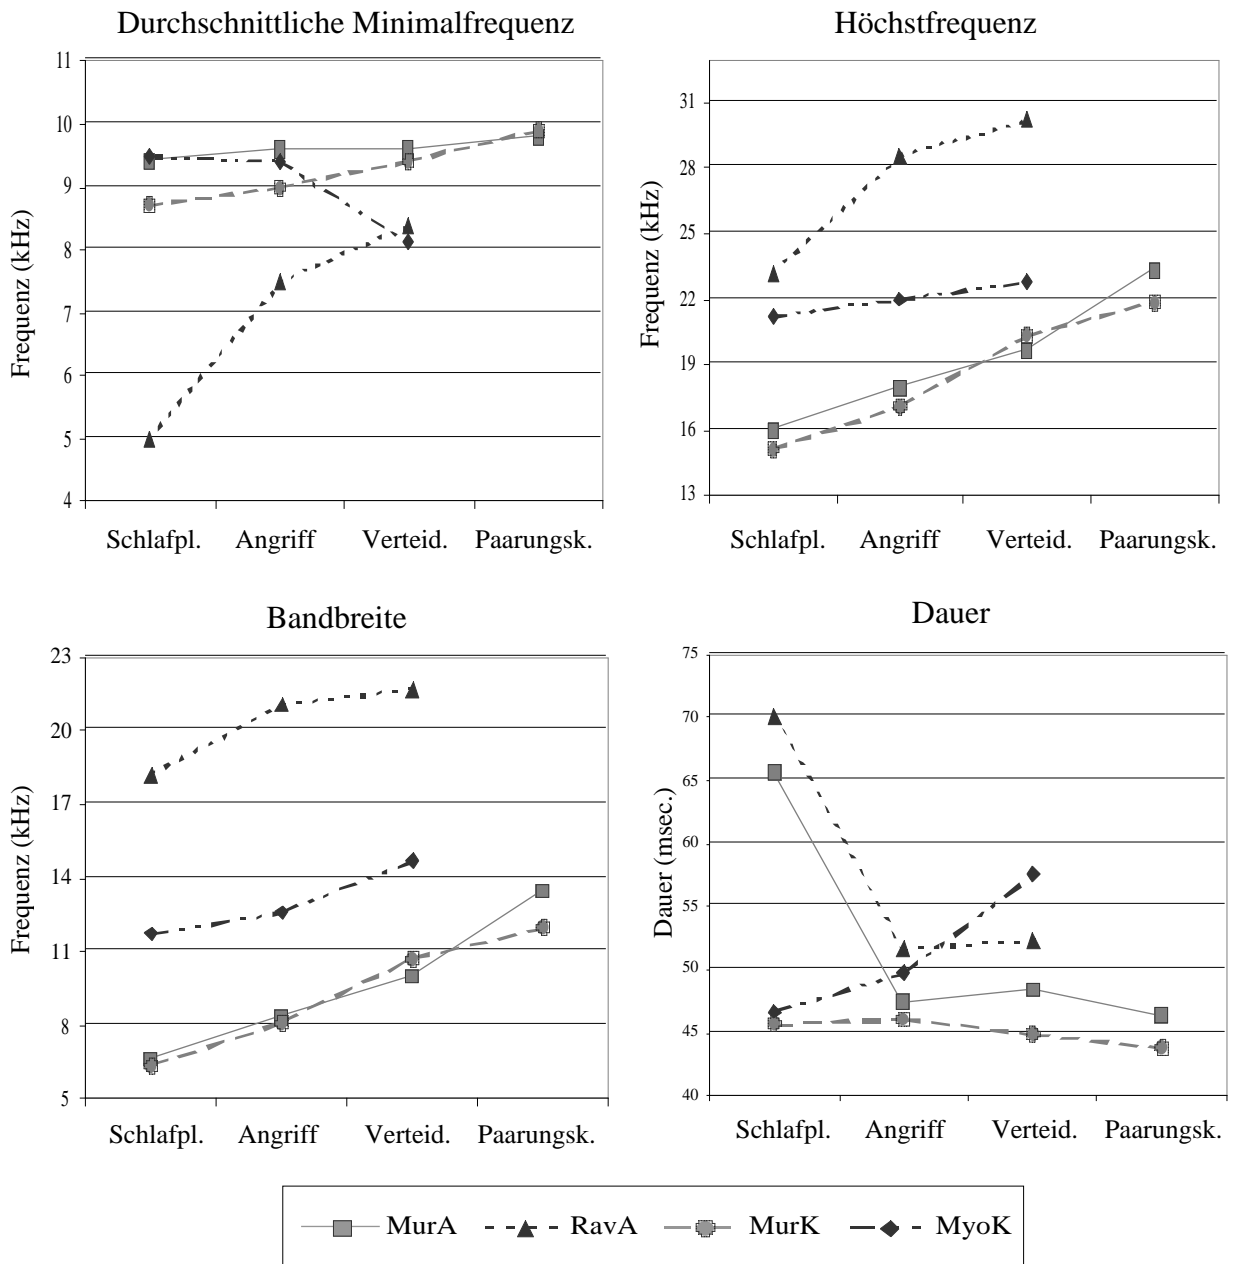 Durchschnittliche Minimalfrequenz
Frequenz (kHz)
11
10
9
8
7
6
5
4
Schlafpl. Angriff Verteid. Paarungsk.
Höchstfrequenz
Frequenz (kHz)
31
28
25
22
19
16
13
Schlafpl. Angriff Verteid. Paarungsk.
Bandbreite
Frequenz (kHz)
23
20
17
14
11
8
5
Schlafpl. Angriff Verteid. Paarungsk.
Dauer
Dauer (msec.)
75
70
65
60
55
50
45
40
Schlafpl. Angriff Verteid. Paarungsk.
MurA RavA MurK MyoK